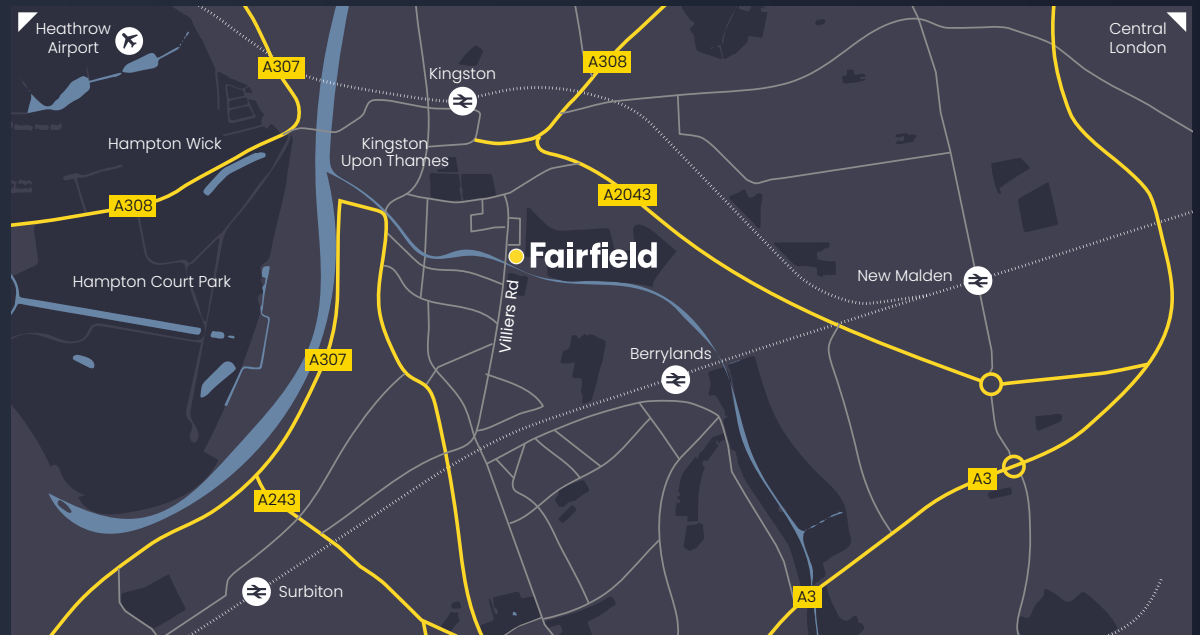 Heathrow
Airport
Central
London
A307
A308
Kingston
Hampton Wick
Kingston
Upon Thames
A308
A2043
Fairfield
Hampton Court Park
New Malden
Villiers Rd
A307
Berrylands
A3
A243
Surbiton
A3